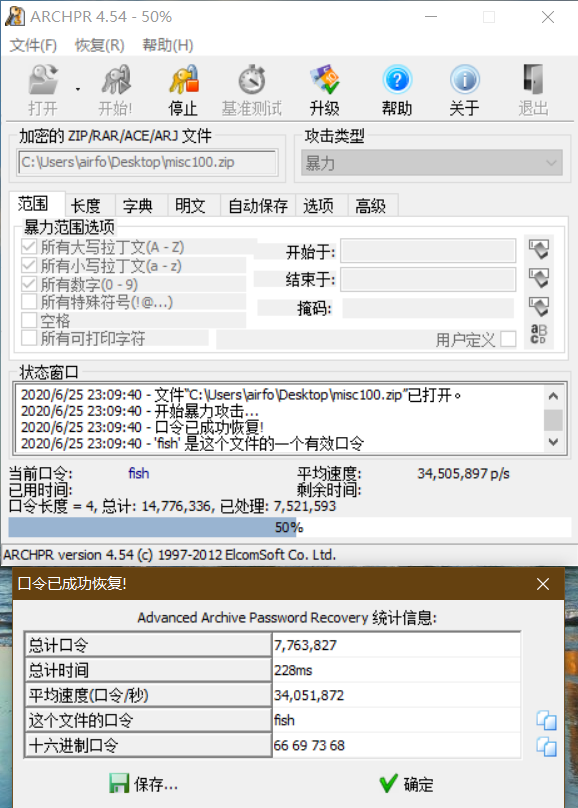 ARCHPR 4.54 - 50%
文件(F) 恢复(R) 帮助(H)
打开 开始! 停止 基准测试 升级 帮助 关于 退出
加密的 ZIP/RAR/ACE/ARJ 文件
攻击类型
C:\Users\airfo\Desktop\misc100.zip
暴力
范围 长度 字典 明文 自动保存 选项 高级
暴力范围选项
所有大写拉丁文(A - Z)
所有小写拉丁文(a - z)
所有数字(0 - 9)
所有特殊符号(!@...)
空格
所有可打印字符
开始于:
结束于:
掩码:
用户定义
状态窗口
2020/6/25 23:09:40 - 文件“C:\Users\airfo\Desktop\misc100.zip”已打开。
2020/6/25 23:09:40 - 开始暴力攻击...
2020/6/25 23:09:40 - 口令已成功恢复!
2020/6/25 23:09:40 - 'fish' 是这个文件的一个有效口令
当前口令: fish 平均速度: 34,505,897 p/s
已用时间: 剩余时间:
口令长度 = 4, 总计: 14,776,336, 已处理: 7,521,593
50%
ARCHPR version 4.54 (c) 1997-2012 ElcomSoft Co. Ltd.
口令已成功恢复!
Advanced Archive Password Recovery 统计信息:
总计口令 7,763,827
总计时间 228ms
平均速度(口令/秒) 34,051,872
这个文件的口令 fish
十六进制口令 66 69 73 68
保存... 确定